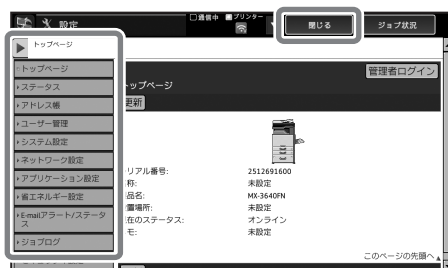 設定
通信中
プリンター
閉じる
ジョブ状況
トップページ
トップページ
ステータス
アドレス帳
ユーザー管理
システム設定
ネットワーク設定
アプリケーション設定
省エネルギー設定
E-mailアラート/ステータ
ス
ジョブログ
管理者ログイン
トップページ
更新
リアル番号: 2512691600
称: 未設定
品名: MX-3640FN
置場所: 未設定
在のステータス: オンライン
モ: 未設定
このページの先頭へ